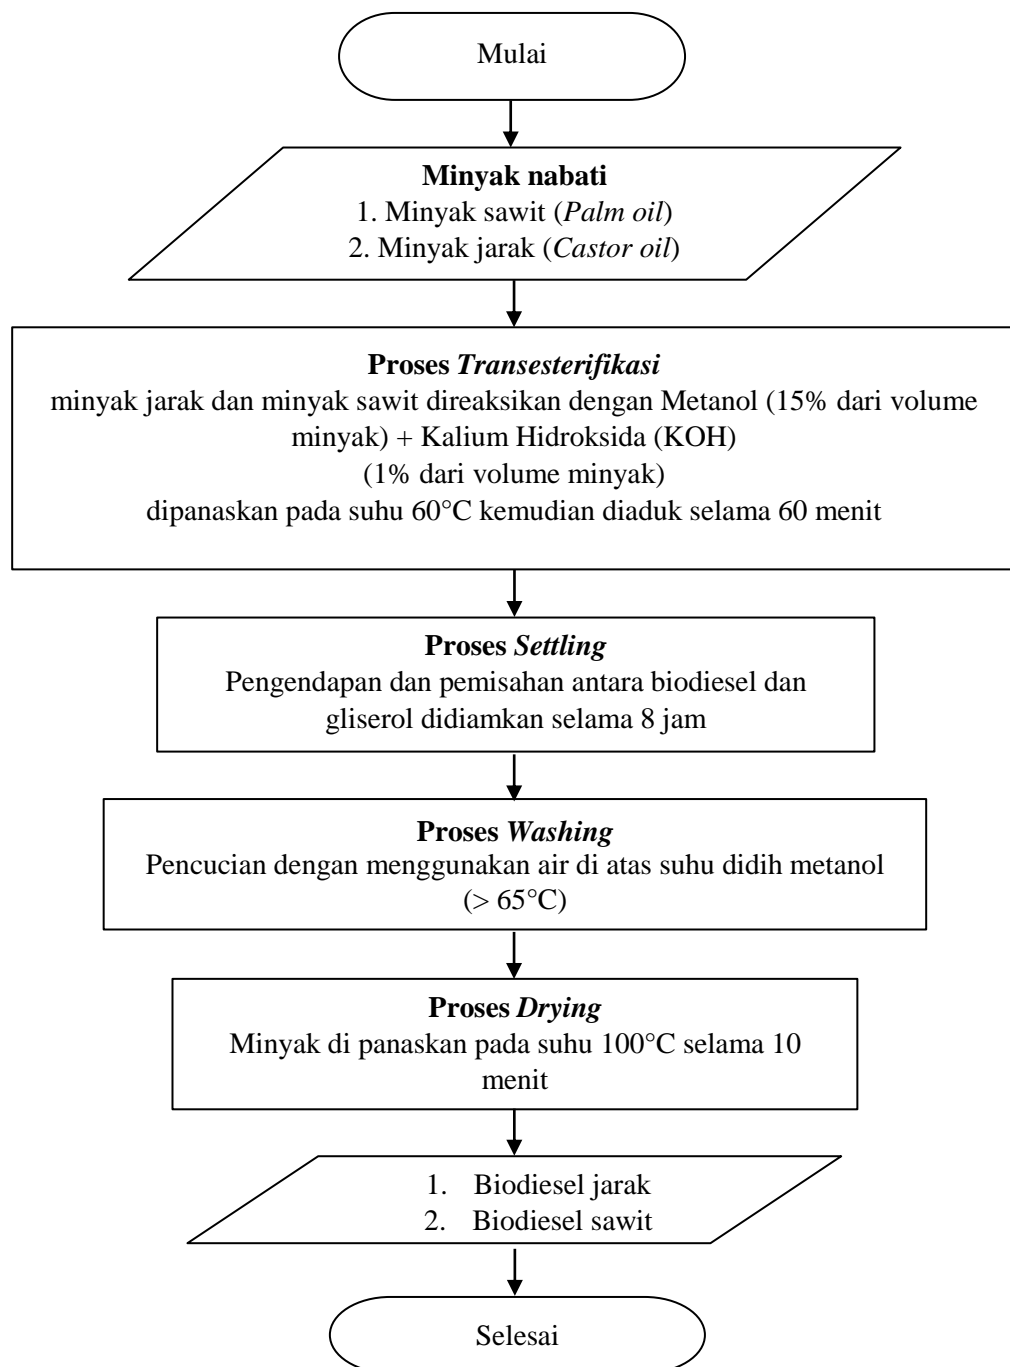 Mulai
Minyak nabati
1. Minyak sawit (Palm oil)
2. Minyak jarak (Castor oil)
Proses Transesterifikasi
minyak jarak dan minyak sawit direaksikan dengan Metanol (15% dari volume
minyak) + Kalium Hidroksida (KOH)
(1% dari volume minyak)
dipanaskan pada suhu 60°C kemudian diaduk selama 60 menit
Proses Settling
Pengendapan dan pemisahan antara biodiesel dan
gliserol didiamkan selama 8 jam
Proses Washing
Pencucian dengan menggunakan air di atas suhu didih metanol
(> 65°C)
Proses Drying
Minyak di panaskan pada suhu 100°C selama 10
menit
1. Biodiesel jarak
2. Biodiesel sawit
Selesai